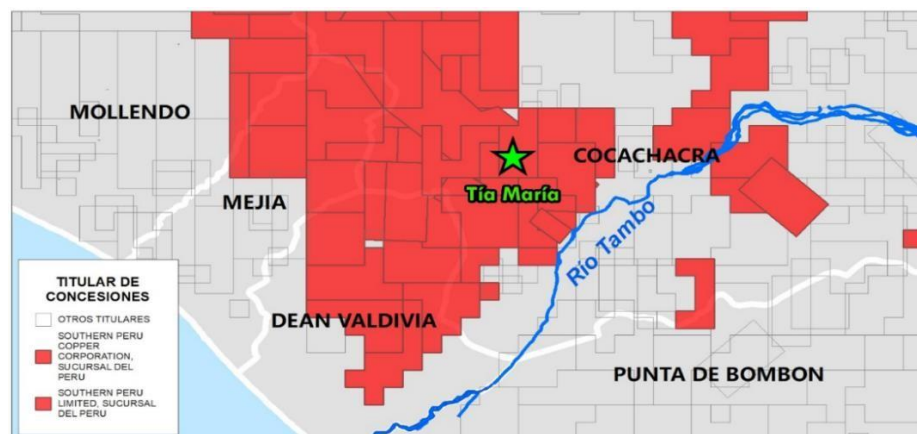 MOLLENDO
COCACHACRA
Tía María
MEJIA
Río Tambo
DEAN VALDIVIA
PUNTA DE BOMBON
TITULAR DE
CONCESIONES
OTROS TITULARES
SOUTHERN PERU
COPPER
CORPORATION,
SUCURSAL DEL
PERU
SOUTHERN PERU
LIMITED, SUCURSAL
DEL PERU